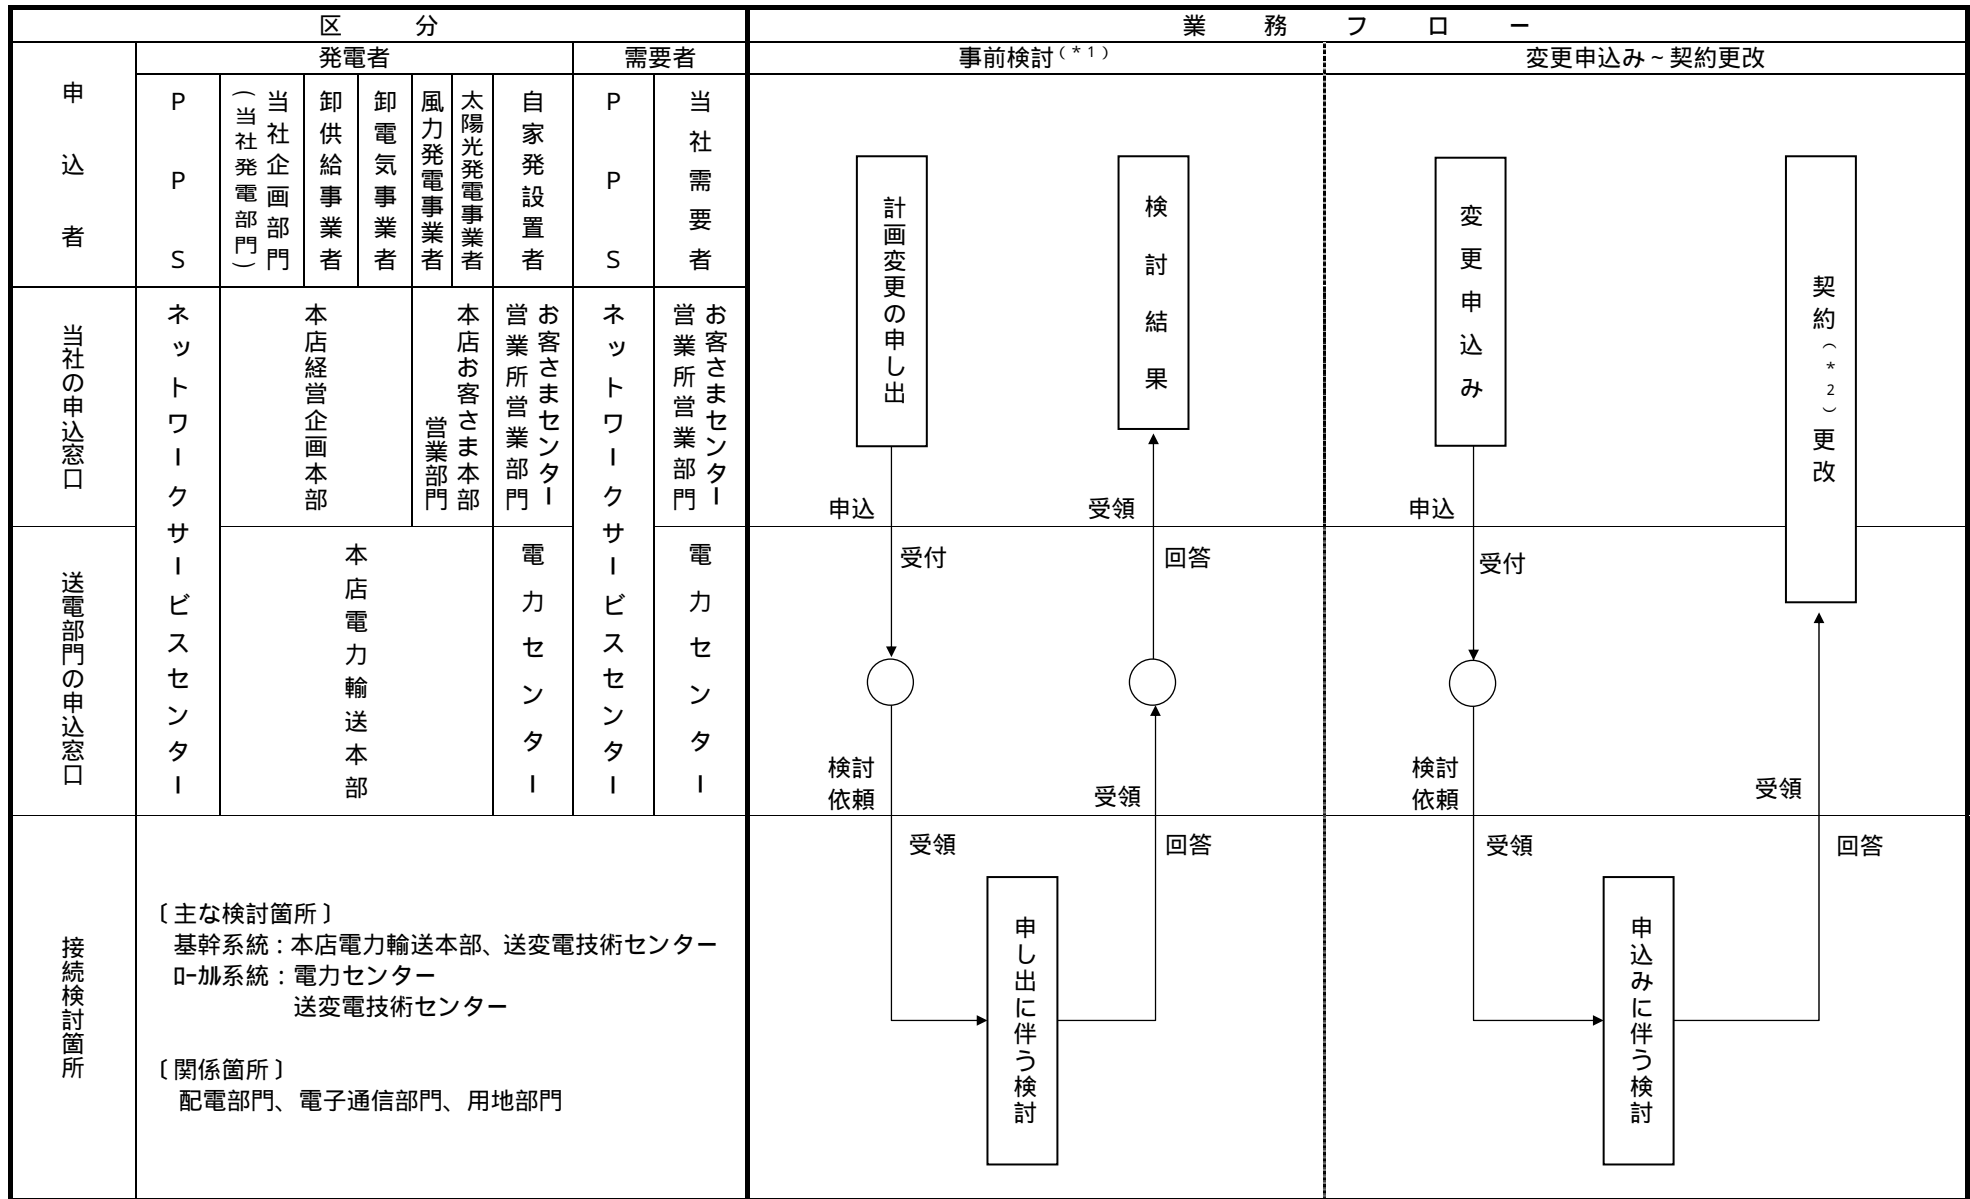 区分
業務フロー
申込者
発電者
需要者
事前検討(*1)
変更申込み~契約更改
PPS
当社企画部門
(当社発電部門)
卸供給事業者
卸電気事業者
風力発電事業者
太陽光発電事業者
自家発設置者
PPS
当社需要者
計画変更の申し出
検討結果
変更申込み
契約(*2)更改
当社の申込窓口
ネットワークサービスセンター
本店経営企画本部
本店お客さま本部
営業部門
お客さまセンター
営業所営業部門
ネットワークサービスセンター
お客さまセンター
営業所営業部門
申込
受領
申込
送電部門の申込窓口
本店電力輸送本部
電力センター
電力センター
受付
回答
受付
検討
依頼
受領
検討
依頼
受領
接続検討箇所
〔主な検討箇所〕
基幹系統:本店電力輸送本部、送変電技術センター
ローカル系統:電力センター
送変電技術センター
〔関係箇所〕
配電部門、電子通信部門、用地部門
受領
回答
受領
回答
申し出に伴う検討
申込みに伴う検討